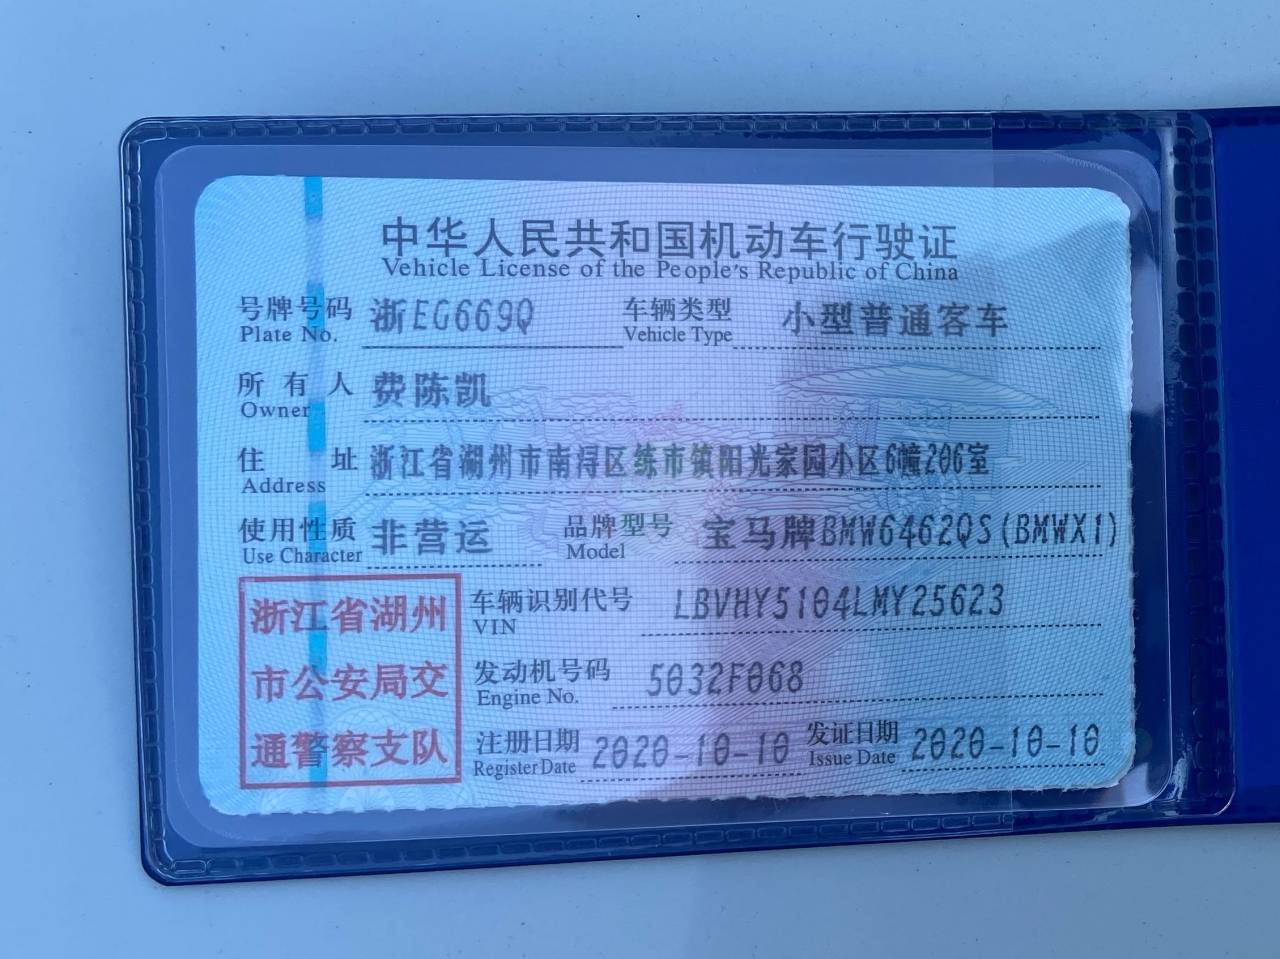 中华人民共和国机动车行驶证
Vehicle License of the People's Republic of China
号牌号码 浙EG669Q 车辆类型 小型普通客车
Plate No. Vehicle Type
所有人 费陈凯
Owner
住址 浙江省湖州市南浔区练市镇阳光家园小区6幢206室
Address
使用性质 非营运 品牌型号 宝马牌BMW6462QS(BMWX1)
Use Character Model
浙江省湖州
市公安局交
通警察支队
车辆识别代号 LBVHY5104LMY25623
VIN
发动机号码 5032F068
Engine No.
注册日期 2020-10-10 发证日期 2020-10-10
Register Date Issue Date